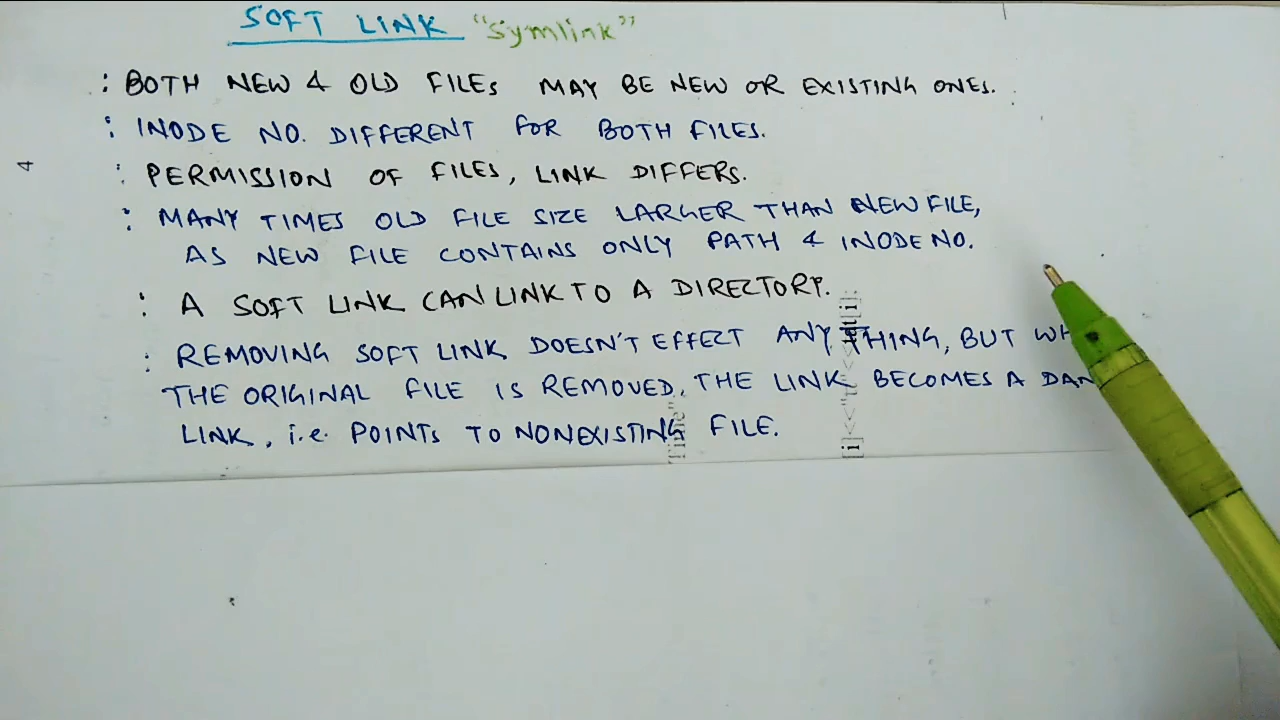 SOFT LINK "symlink"
: BOTH NEW & OLD FILES MAY BE NEW OR EXISTING ONES.
: INODE NO. DIFFERENT FOR BOTH FILES.
: PERMISSION OF FILES, LINK DIFFERS.
: MANY TIMES OLD FILE SIZE LARGER THAN NEW FILE,
AS NEW FILE CONTAINS ONLY PATH & INODE NO.
: A SOFT LINK CAN LINK TO A DIRECTORY.
: REMOVING SOFT LINK DOESN'T EFFECT ANYTHING, BUT
THE ORIGINAL FILE IS REMOVED, THE LINK BECOMES A
LINK, i.e. POINTS TO NONEXISTING FILE.
4